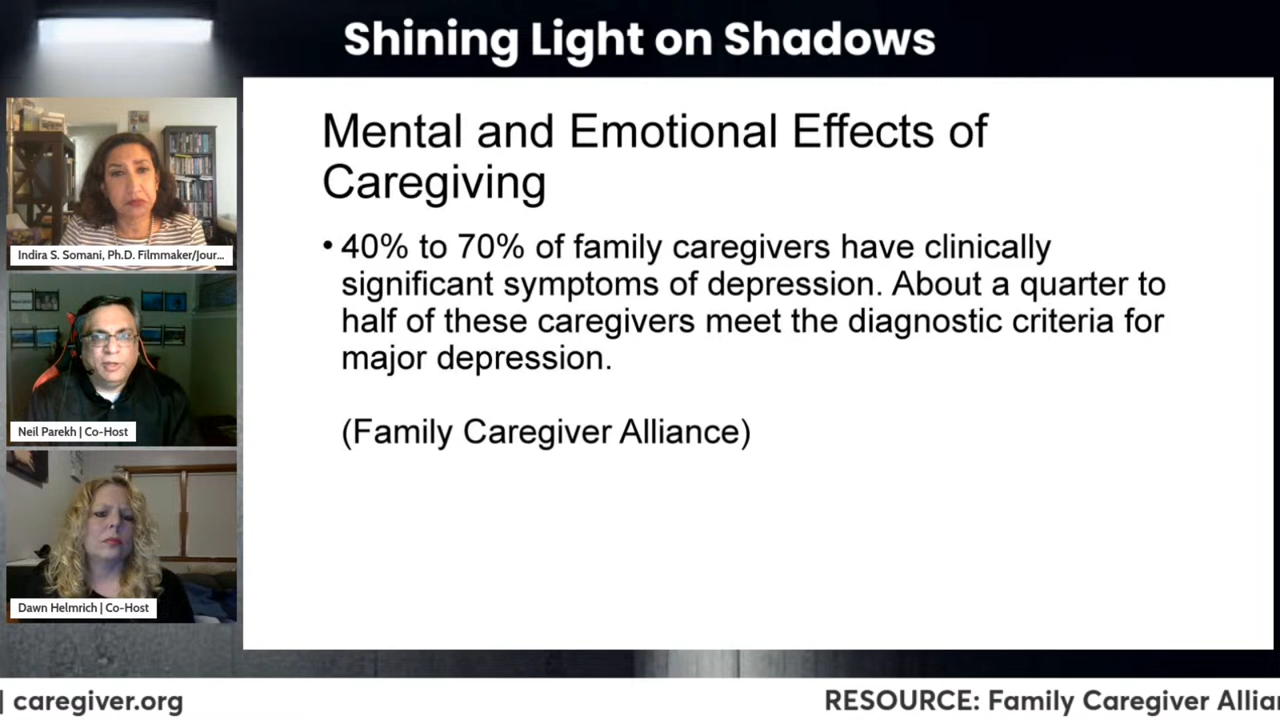 Shining Light on Shadows
Mental and Emotional Effects of
Caregiving
• 40% to 70% of family caregivers have clinically
significant symptoms of depression. About a quarter to
half of these caregivers meet the diagnostic criteria for
major depression.
(Family Caregiver Alliance)
Indira S. Somani, Ph.D. Filmmaker/Jour...
Neil Parekh | Co-Host
Dawn Helmrich | Co-Host
| caregiver.org
RESOURCE: Family Caregiver Allia